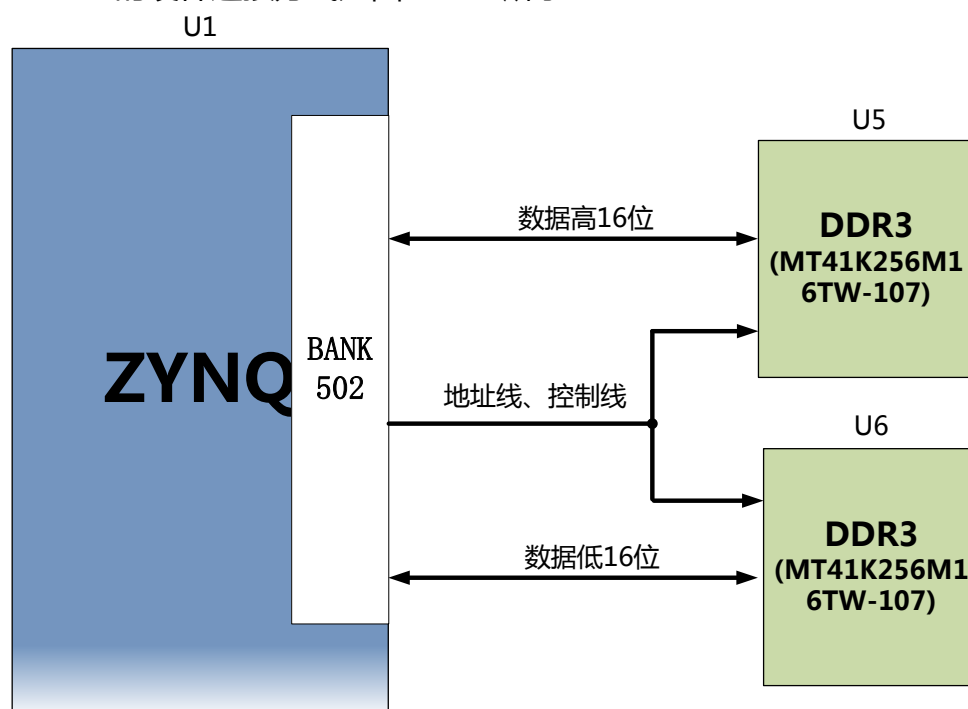 U1
U5
数据高16位
DDR3
(MT41K256M1
6TW-107)
ZYNQ
BANK
502
地址线、控制线
U6
数据低16位
DDR3
(MT41K256M1
6TW-107)